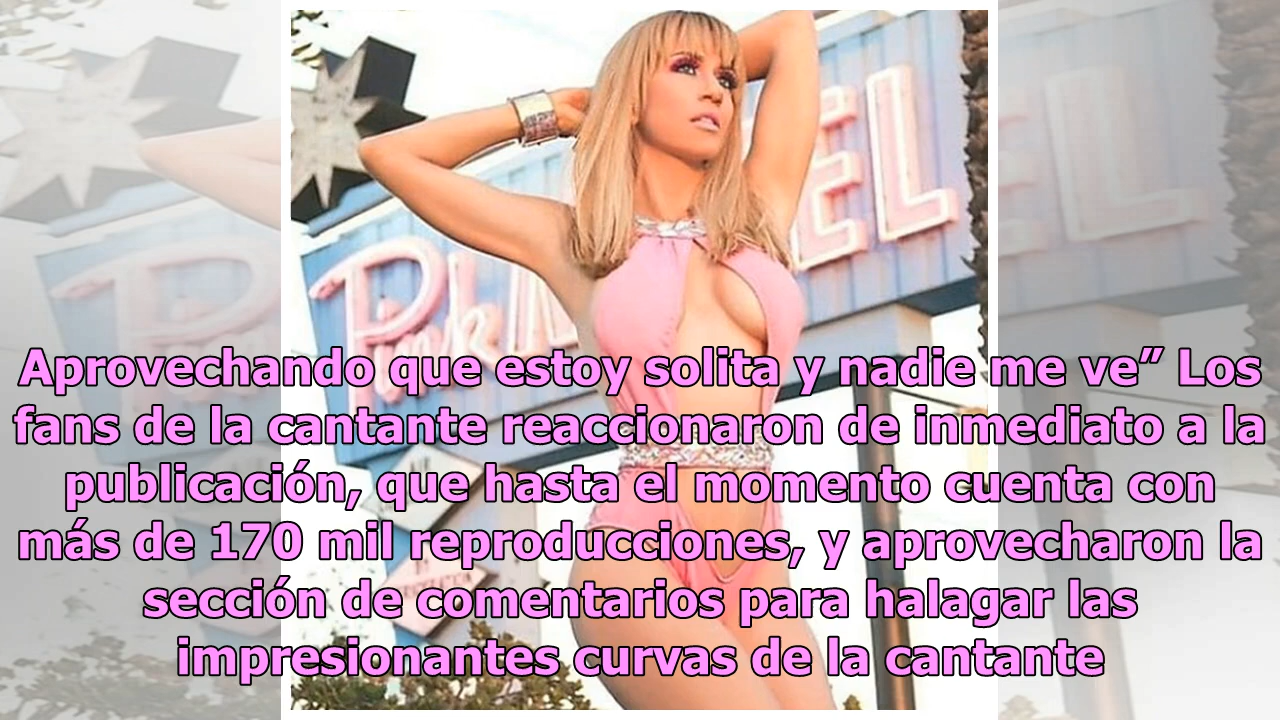 Pink
EL
Aprovechando que estoy solita y nadie me ve” Los
fans de la cantante reaccionaron de inmediato a la
publicación, que hasta el momento cuenta con
más de 170 mil reproducciones, y aprovecharon la
sección de comentarios para halagar las
impresionantes curvas de la cantante